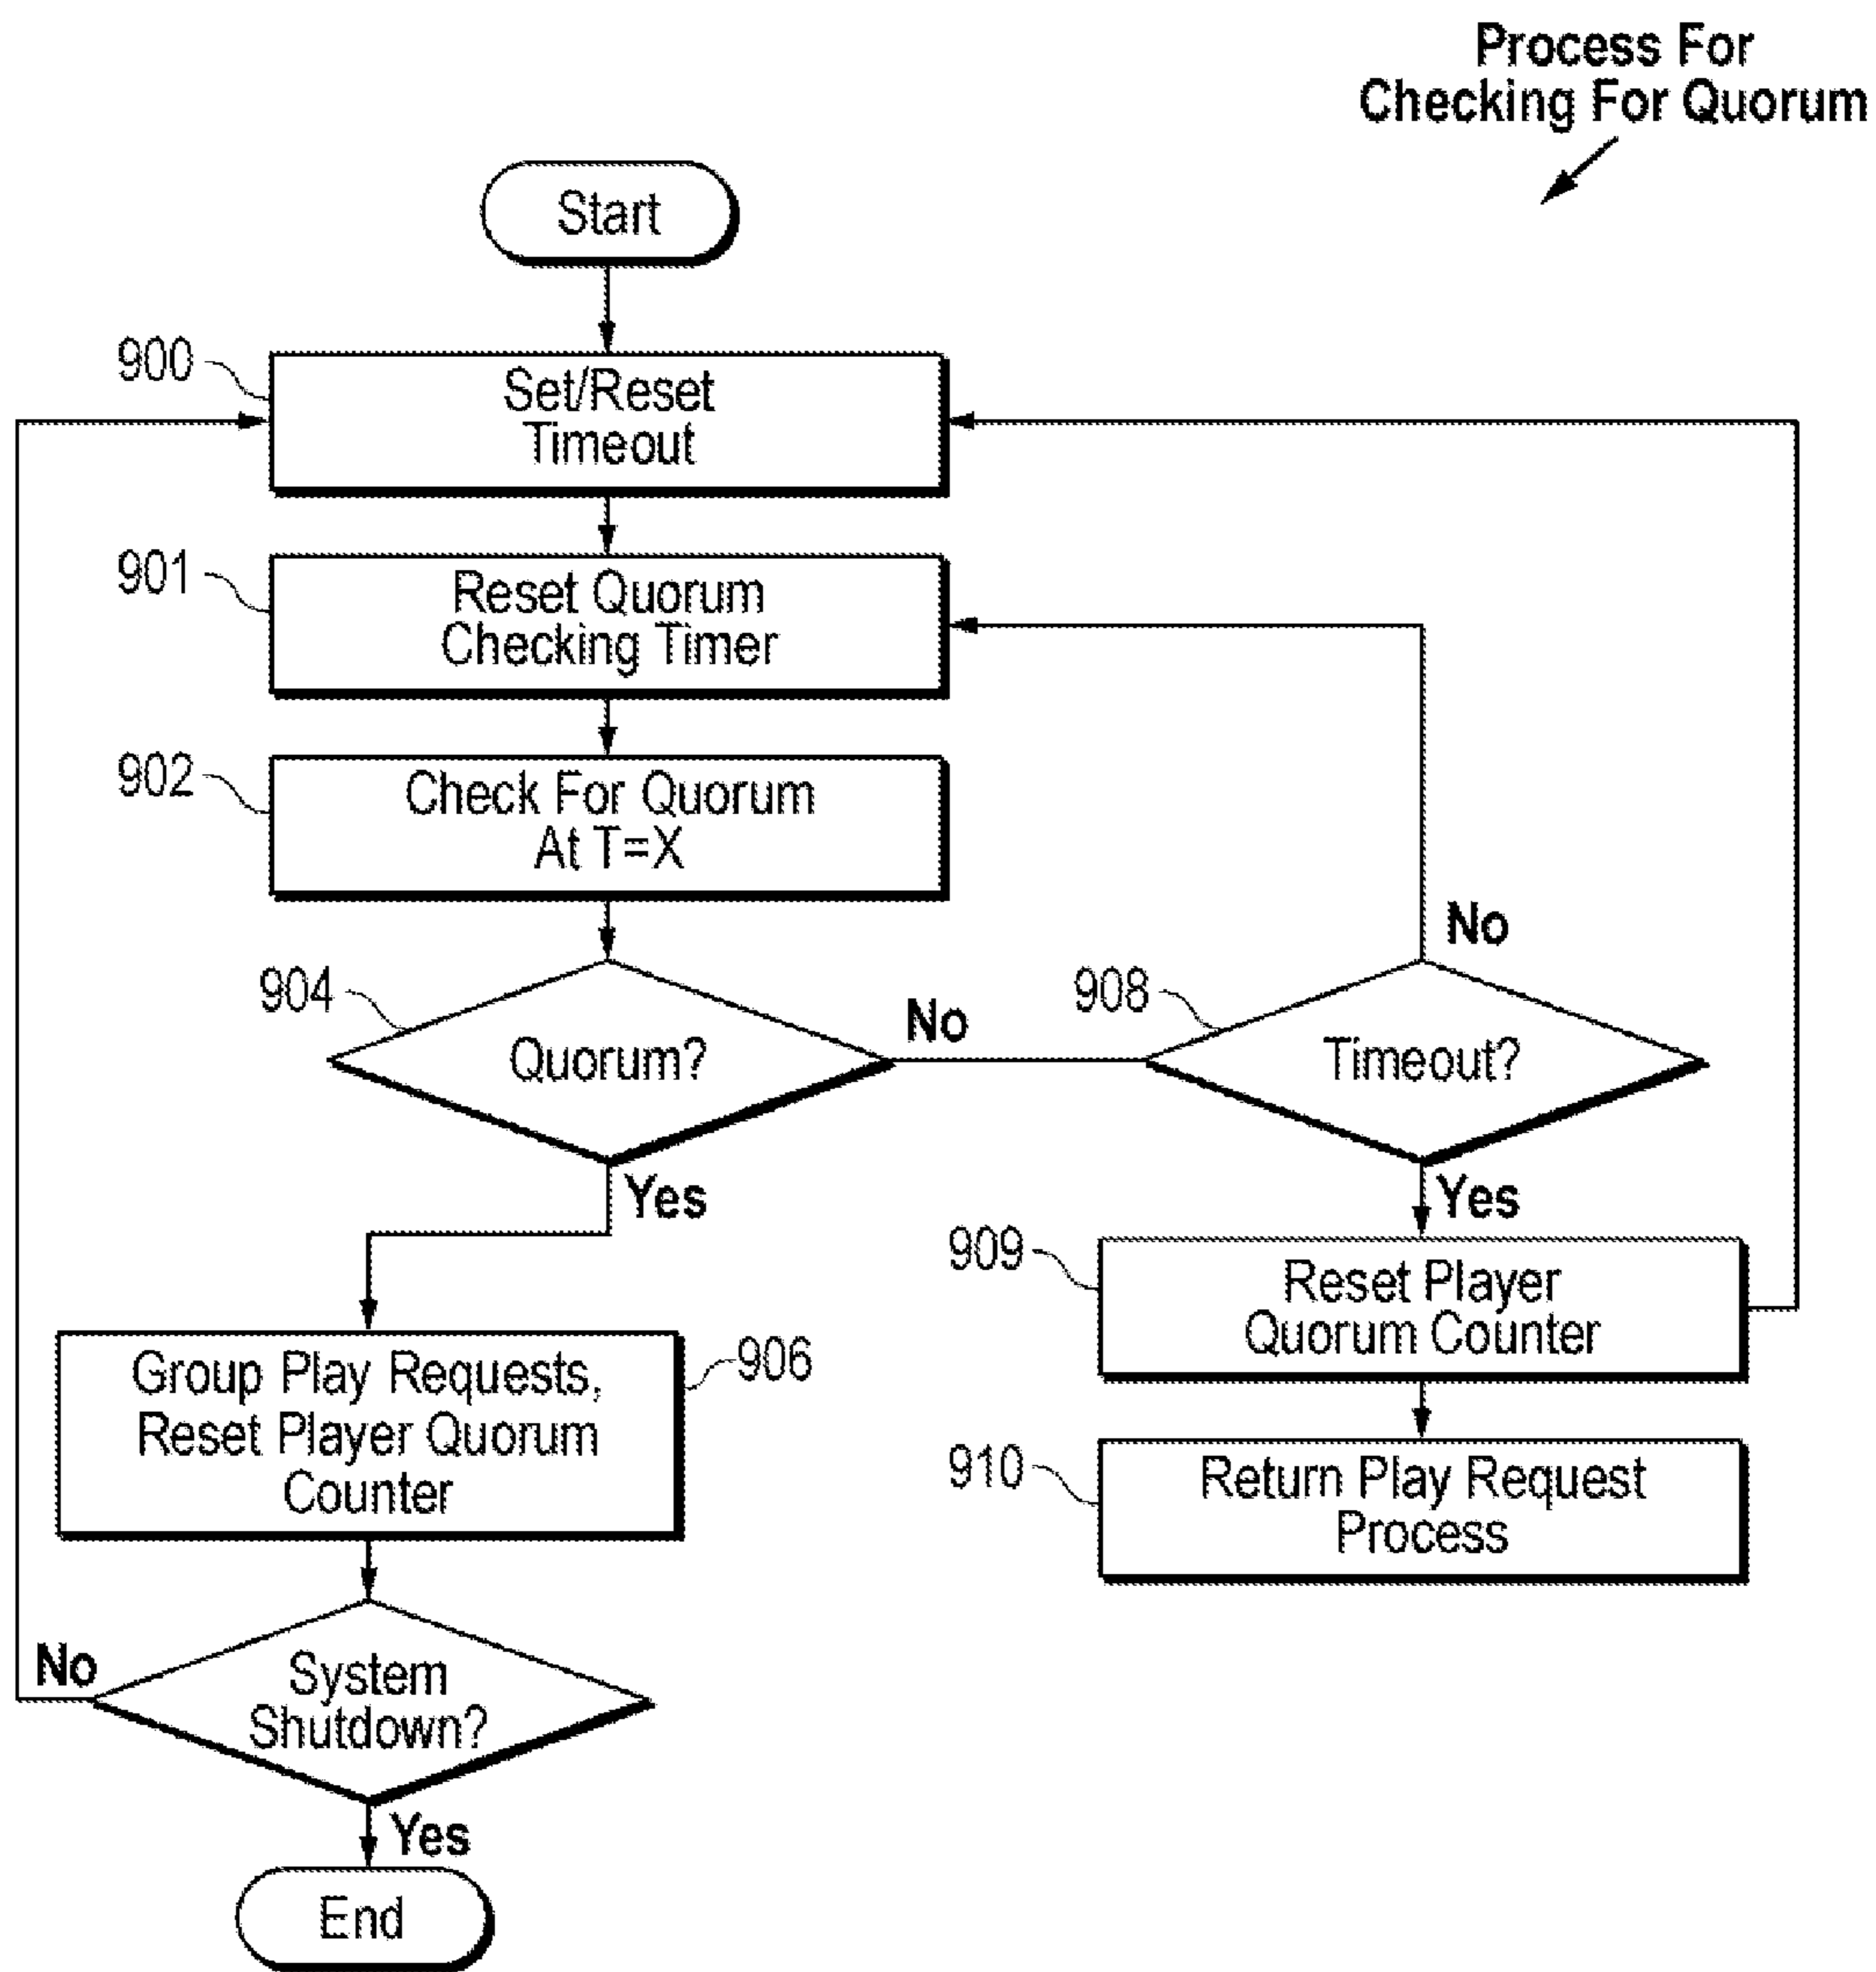 Process For
Checking For Quorum
Start
900
Set/Reset
Timeout
901
Reset Quorum
Checking Timer
902
Check For Quorum
At T=X
904
Quorum?
No
908
Timeout?
No
Yes
Yes
909
Reset Player
Quorum Counter
Group Play Requests,
Reset Player Quorum
Counter
906
910
Return Play Request
Process
No
System
Shutdown?
Yes
End